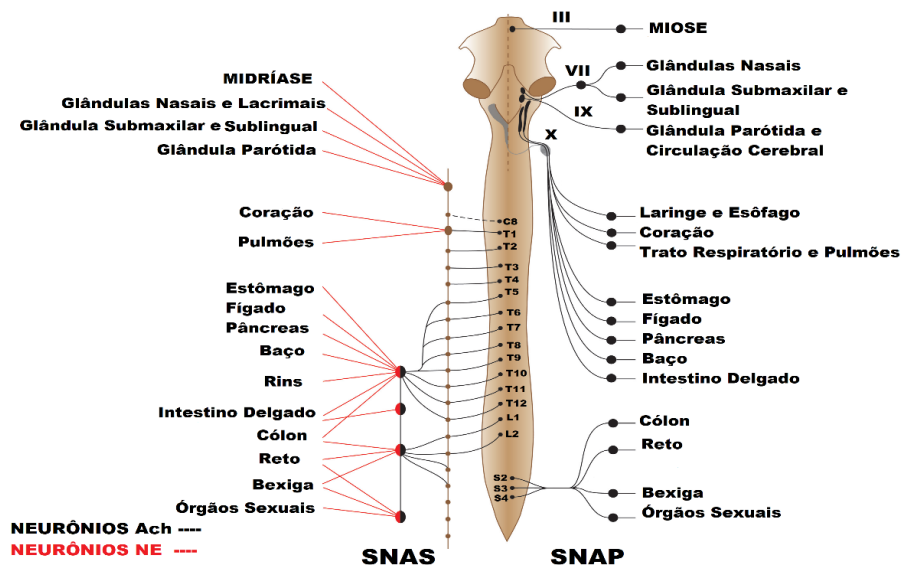 III
MIOSE
VII
Glândulas Nasais
Glândula Submaxilar e
Sublingual
IX
Glândula Parótida e
Circulação Cerebral
X
MIDRÍASE
Glândulas Nasais e Lacrimais
Glândula Submaxilar e Sublingual
Glândula Parótida
Coração
Pulmões
Estômago
Fígado
Pâncreas
Baço
Rins
Intestino Delgado
Cólon
Reto
Bexiga
Órgãos Sexuais
C8
T1
T2
T3
T4
T5
T6
T7
T8
T9
T10
T11
T12
L1
L2
S2
S3
S4
Laringe e Esôfago
Coração
Trato Respiratório e Pulmões
Estômago
Fígado
Pâncreas
Baço
Intestino Delgado
Cólon
Reto
Bexiga
Órgãos Sexuais
NEURÔNIOS Ach ----
NEURÔNIOS NE ----
SNAS
SNAP